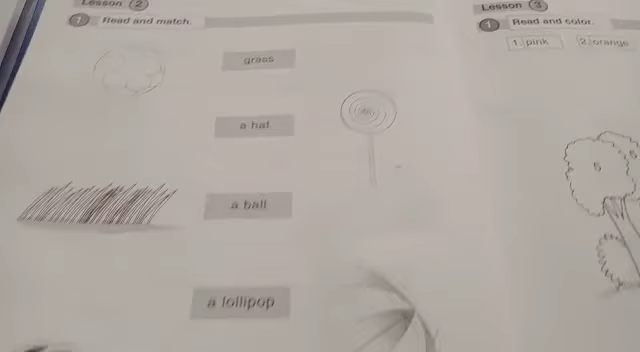 Lesson 2
1 Read and match.
grass
a hat
a ball
a lollipop
Lesson 3
1 Read and color.
1. pink 2. orange
6